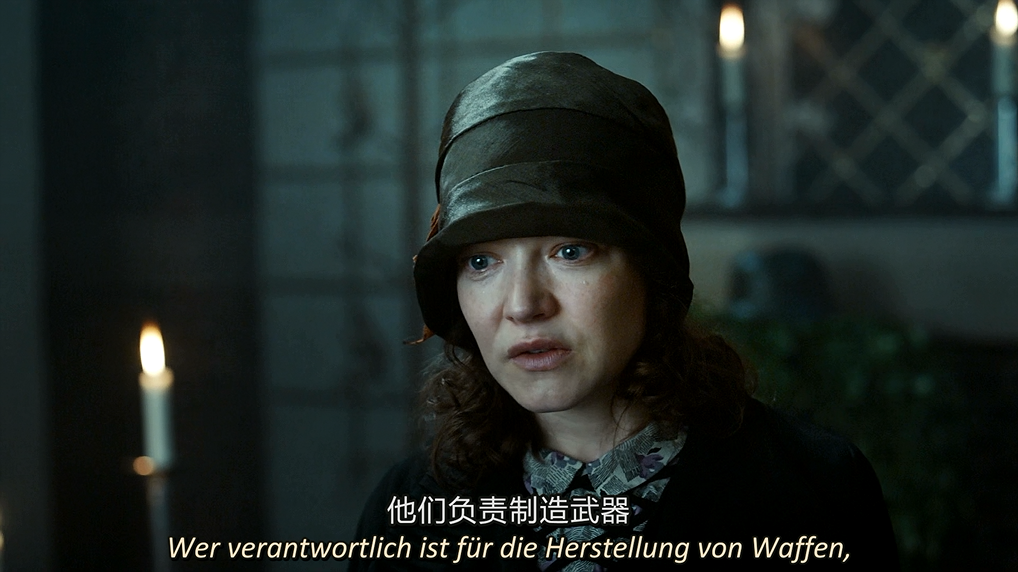 他们负责制造武器
Wer verantwortlich ist für die Herstellung von Waffen,